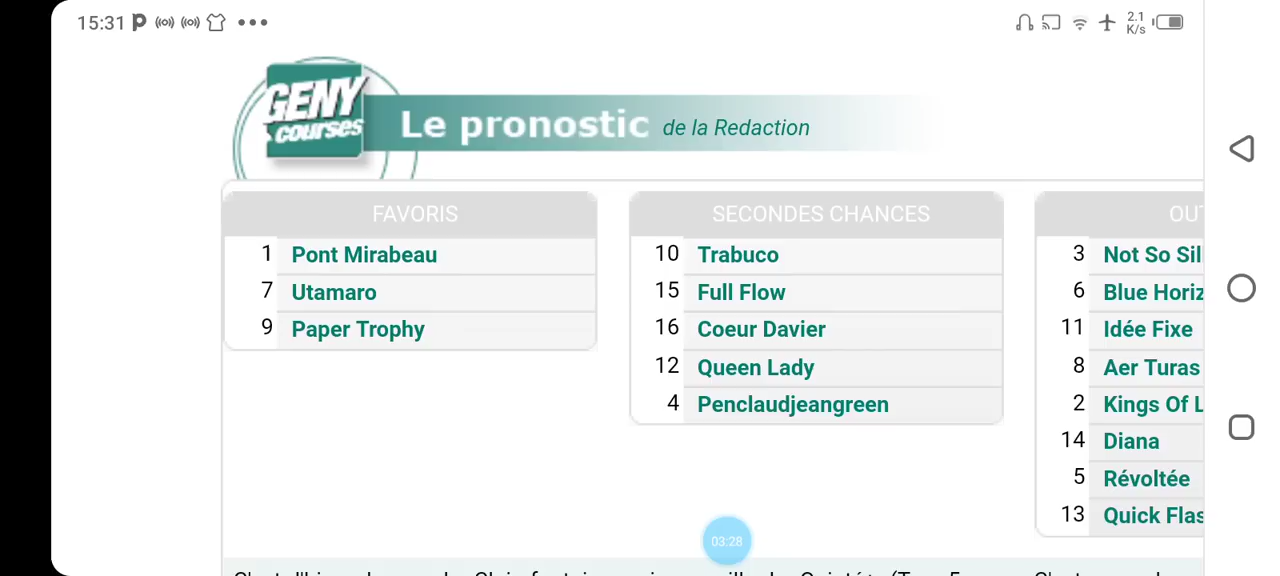 15:31
2.1
K/s
GENY
courses
Le pronostic de la Redaction
FAVORIS
1 Pont Mirabeau
7 Utamaro
9 Paper Trophy
SECONDES CHANCES
10 Trabuco
15 Full Flow
16 Coeur Davier
12 Queen Lady
4 Penclaudjeangreen
OUT
3 Not So Sil
6 Blue Horiz
11 Idée Fixe
8 Aer Turas
2 Kings Of L
14 Diana
5 Révoltée
13 Quick Flas
03:28